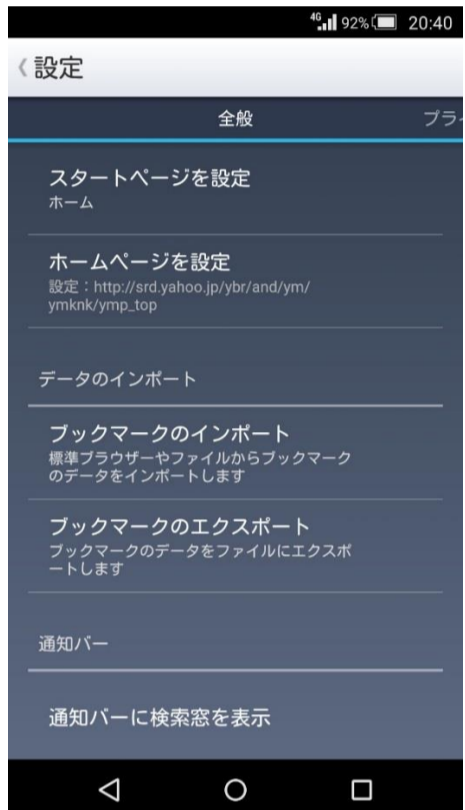 4G 92% 20:40
設定
全般 プライ
スタートページを設定
ホーム
ホームページを設定
設定：http://srd.yahoo.jp/ybr/and/ym/
ymknk/ymp_top
データのインポート
ブックマークのインポート
標準ブラウザーやファイルからブックマーク
のデータをインポートします
ブックマークのエクスポート
ブックマークのデータをファイルにエクスポ
ートします
通知バー
通知バーに検索窓を表示